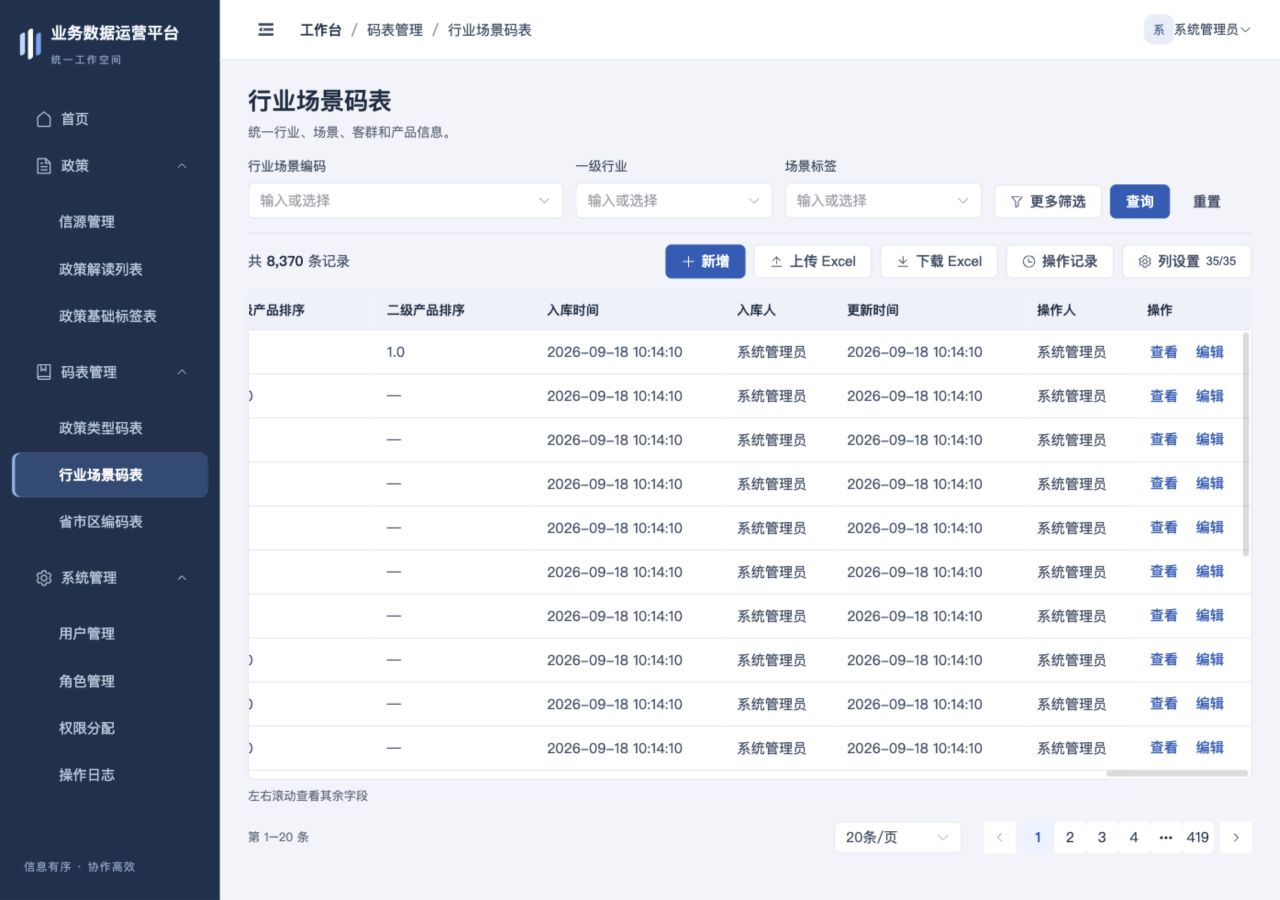 业务数据运营平台
统一工作空间
首页
政策
信源管理
政策解读列表
政策基础标签表
码表管理
政策类型码表
行业场景码表
省市区编码表
系统管理
用户管理
角色管理
权限分配
操作日志
信息有序 · 协作高效
工作台 / 码表管理 / 行业场景码表
系 系统管理员
行业场景码表
统一行业、场景、客群和产品信息。
行业场景编码 一级行业 场景标签
输入或选择 输入或选择 输入或选择 更多筛选 查询 重置
共 8,370 条记录 新增 上传 Excel 下载 Excel 操作记录 列设置 35/35
产品排序 二级产品排序 入库时间 入库人 更新时间 操作人 操作
1.0 2026-09-18 10:14:10 系统管理员 2026-09-18 10:14:10 系统管理员 查看 编辑
— 2026-09-18 10:14:10 系统管理员 2026-09-18 10:14:10 系统管理员 查看 编辑
— 2026-09-18 10:14:10 系统管理员 2026-09-18 10:14:10 系统管理员 查看 编辑
— 2026-09-18 10:14:10 系统管理员 2026-09-18 10:14:10 系统管理员 查看 编辑
— 2026-09-18 10:14:10 系统管理员 2026-09-18 10:14:10 系统管理员 查看 编辑
— 2026-09-18 10:14:10 系统管理员 2026-09-18 10:14:10 系统管理员 查看 编辑
— 2026-09-18 10:14:10 系统管理员 2026-09-18 10:14:10 系统管理员 查看 编辑
— 2026-09-18 10:14:10 系统管理员 2026-09-18 10:14:10 系统管理员 查看 编辑
— 2026-09-18 10:14:10 系统管理员 2026-09-18 10:14:10 系统管理员 查看 编辑
— 2026-09-18 10:14:10 系统管理员 2026-09-18 10:14:10 系统管理员 查看 编辑
左右滚动查看其余字段
第 1—20 条 20条/页 1 2 3 4 ••• 419